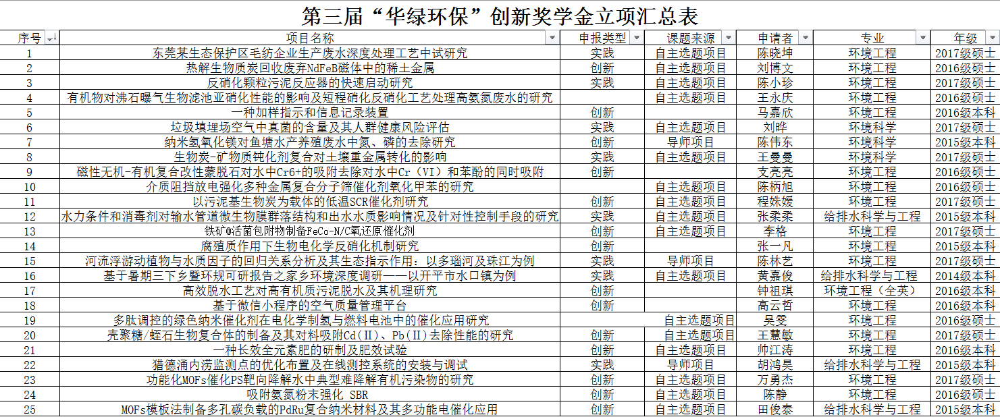 第三届“华绿环保”创新奖学金立项汇总表
序号 项目名称 申报类型 课题来源 申请者 专业 年级
1 东莞某生态保护区毛纺企业生产废水深度处理工艺中试研究 实践 自主选题项目 陈晓坤 环境工程 2017级硕士
2 热解生物质炭回收废弃NdFeB磁体中的稀土金属 创新 自主选题项目 刘博文 环境工程 2016级硕士
3 反硝化颗粒污泥反应器的快速启动研究 实践 自主选题项目 陈小珍 环境工程 2017级硕士
4 有机物对沸石曝气生物滤池亚硝化性能的影响及短程硝化反硝化工艺处理高氨氮废水的研究 自主选题项目 王永庆 环境工程 2016级硕士
5 一种加样指示和信息记录装置 创新 马嘉欣 环境工程 2016级本科
6 垃圾填埋场空气中真菌的含量及其人群健康风险评估 实践 自主选题项目 刘晔 环境科学 2017级硕士
7 纳米氢氧化镁对鱼塘水产养殖废水中氮、磷的去除研究 创新 导师项目 陈伟东 环境科学 2015级本科
8 生物炭-矿物质钝化剂复合对土壤重金属转化的影响 实践 自主选题项目 王曼曼 环境科学 2017级硕士
9 磁性无机-有机复合改性蒙脱石对水中Cr6+的吸附去除对水中Cr（VI）和苯酚的同时吸附 创新 支亮亮 环境工程 2016级硕士
10 介质阻挡放电强化多种金属复合分子筛催化剂氧化甲苯的研究 自主选题项目 陈柄旭 环境工程 2016级硕士
11 以污泥基生物炭为载体的低温SCR催化剂研究 创新 自主选题项目 程姝媛 环境工程 2017级硕士
12 水力条件和消毒剂对输水管道微生物膜群落结构和出水水质影响情况及针对性控制手段的研究 实践 自主选题项目 张柔柔 给排水科学与工程 2015级本科
13 铁矿@活菌包附物制备FeCo-N/C氧还原催化剂 创新 自主选题项目 李格 环境工程 2017级硕士
14 腐殖质作用下生物电化学反硝化机制研究 创新 张一凡 环境工程 2015级本科
15 河流浮游动植物与水质因子的回归关系分析及其生态指示作用：以多瑙河及珠江为例 实践 导师项目 陈林艺 环境工程 2017级硕士
16 基于暑期三下乡暨环规可研报告之家乡环境深度调研——以开平市水口镇为例 实践 自主选题项目 黄嘉俊 给排水科学与工程 2014级本科
17 高效脱水工艺对高有机质污泥脱水及其机理研究 创新 钟祖琪 环境工程（全英） 2016级本科
18 基于微信小程序的空气质量管理平台 创新 高云哲 环境工程 2016级本科
19 多肽调控的绿色纳米催化剂在电化学制氢与燃料电池中的催化应用研究 自主选题项目 吴雯 环境工程 2016级硕士
20 壳聚糖/蛭石生物复合体的制备及其对料吸附Cd(Ⅱ)、Pb(Ⅱ)去除性能的研究 创新 自主选题项目 王慧敏 环境工程 2017级硕士
21 一种长效全元素肥的研制及肥效试验 创新 自主选题项目 帅江涛 环境工程 2016级本科
22 猎德涌内涝监测点的优化布置及在线测控系统的安装与调试 实践 导师项目 胡鸿昊 给排水科学与工程 2015级本科
23 功能化MOFs催化PS靶向降解水中典型难降解有机污染物的研究 创新 自主选题项目 万勇杰 环境工程 2017级硕士
24 吸附氨氮粉末强化 SBR 创新 自主选题项目 陈静 环境工程 2016级硕士
25 MOFs模板法制备多孔碳负载的PdRu复合纳米材料及其多功能电催化应用 创新 自主选题项目 田俊泰 给排水科学与工程 2015级本科